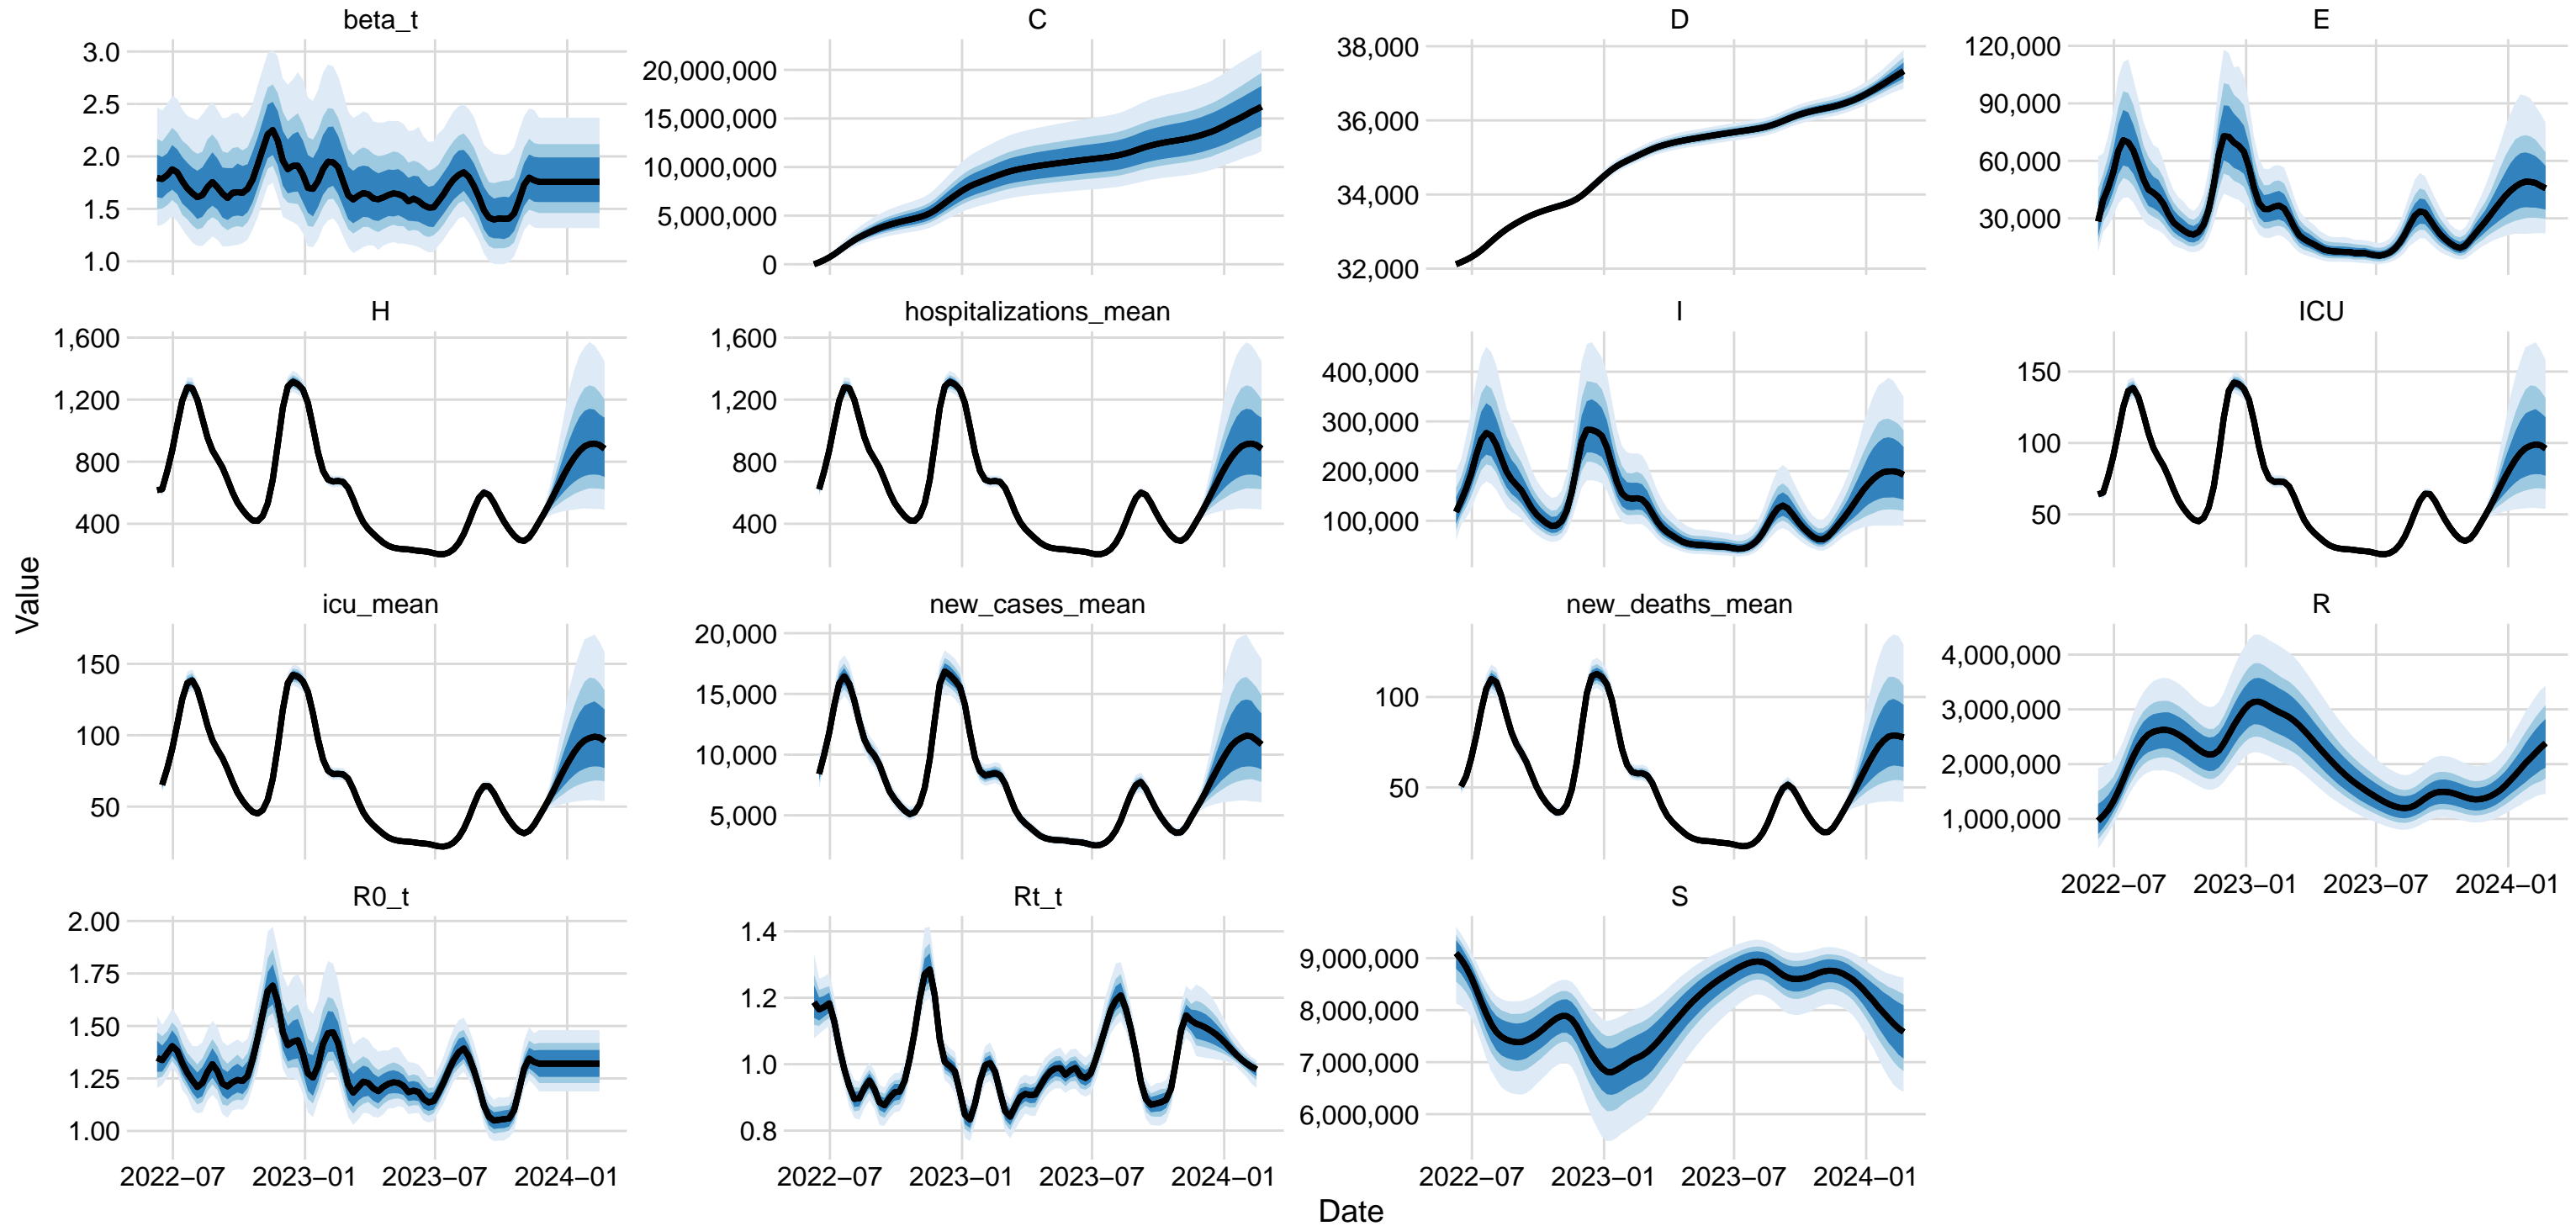 beta_t
C
D
E
3.0
2.5
2.0
1.5
1.0
20,000,000
15,000,000
10,000,000
5,000,000
0
38,000
36,000
34,000
32,000
120,000
90,000
60,000
30,000
H
hospitalizations_mean
I
ICU
1,600
1,200
800
400
1,600
1,200
800
400
400,000
300,000
200,000
100,000
150
100
50
Value
icu_mean
new_cases_mean
new_deaths_mean
R
150
100
50
20,000
15,000
10,000
5,000
100
50
4,000,000
3,000,000
2,000,000
1,000,000
2022−07 2023−01 2023−07 2024−01
R0_t
Rt_t
S
2.00
1.75
1.50
1.25
1.00
1.4
1.2
1.0
0.8
9,000,000
8,000,000
7,000,000
6,000,000
2022−07 2023−01 2023−07 2024−01
2022−07 2023−01 2023−07 2024−01
2022−07 2023−01 2023−07 2024−01
Date